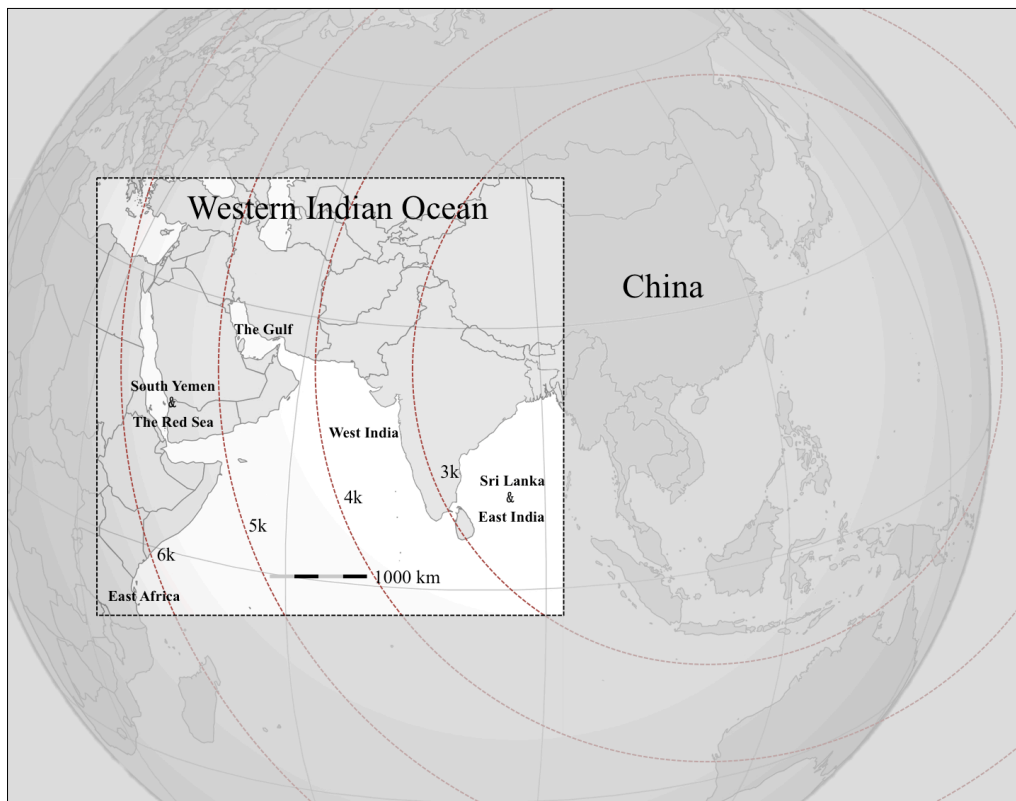 Western Indian Ocean
China
The Gulf
South Yemen
&
The Red Sea
West India
3k
Sri Lanka
&
East India
4k
5k
6k
1000 km
East Africa